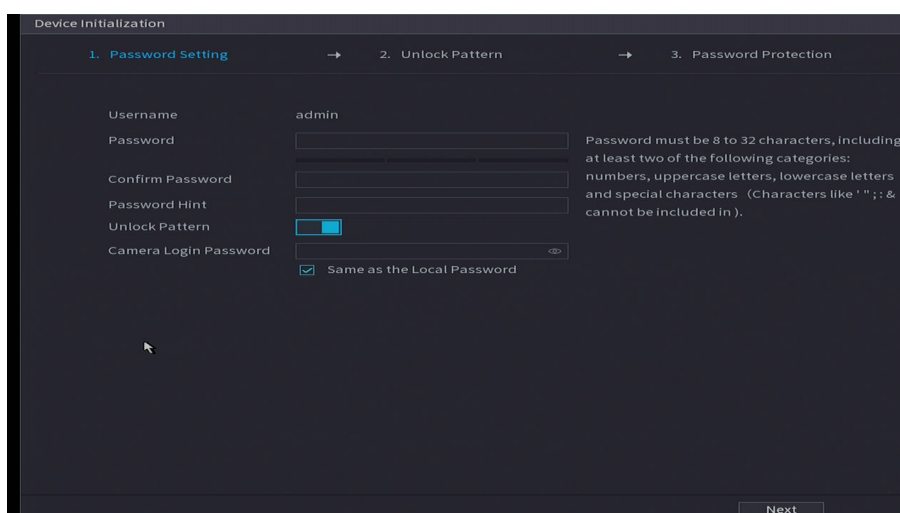 Device Initialization
1. Password Setting → 2. Unlock Pattern → 3. Password Protection
Username admin
Password
Password must be 8 to 32 characters, including
at least two of the following categories:
numbers, uppercase letters, lowercase letters
and special characters (Characters like ' " ; : &
cannot be included in ).
Confirm Password
Password Hint
Unlock Pattern
Camera Login Password
Same as the Local Password
Next